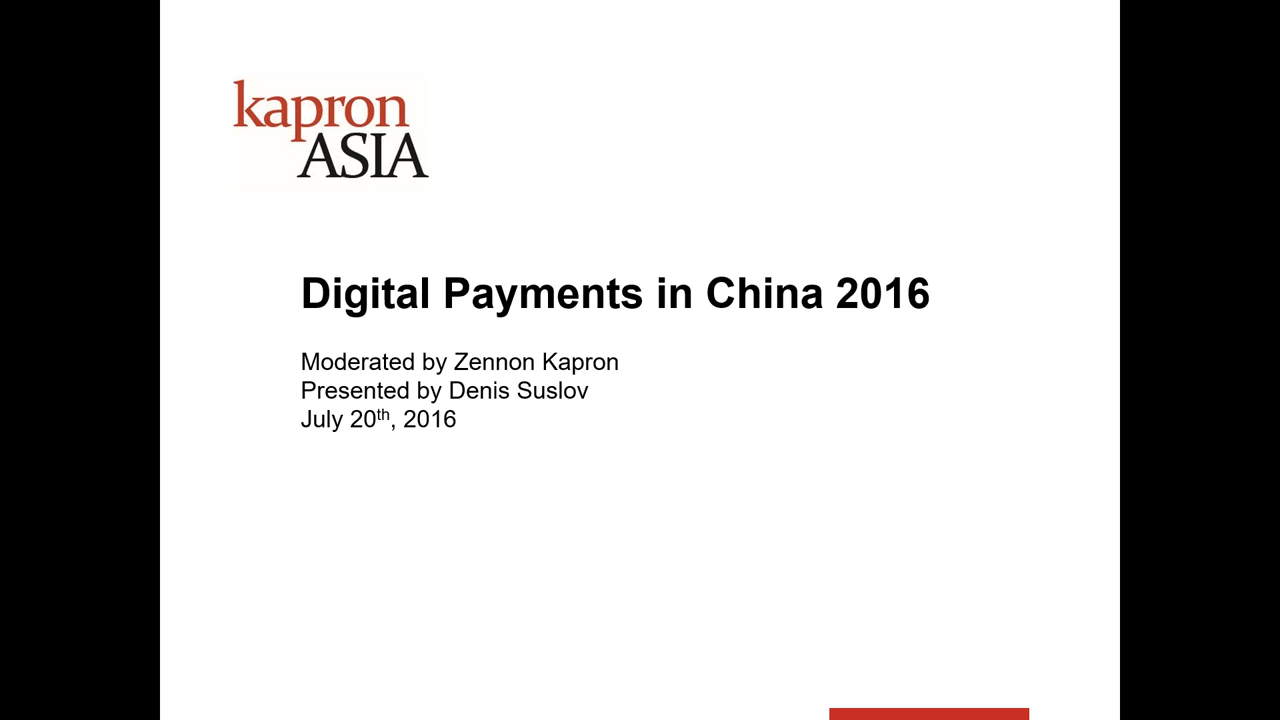 kapron
ASIA
Digital Payments in China 2016
Moderated by Zennon Kapron
Presented by Denis Suslov
July 20th, 2016